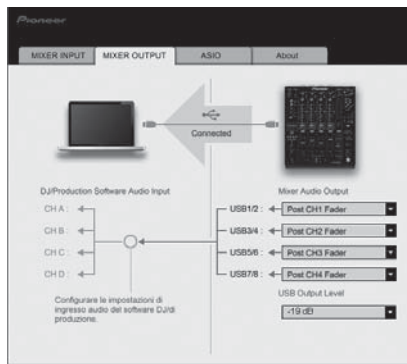 Pioneer
MIXER INPUT
MIXER OUTPUT
ASIO
About
Connected
DJ/Production Software Audio Input
Mixer Audio Output
CH A :
USB1/2 :
Post CH1 Fader
CH B :
USB3/4 :
Post CH2 Fader
CH C :
USB5/6 :
Post CH3 Fader
CH D :
USB7/8 :
Post CH4 Fader
Configurare le impostazioni di
ingresso audio del software DJ/di
produzione.
USB Output Level
-19 dB